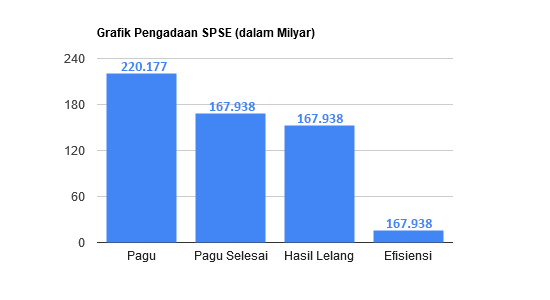 Grafik Pengadaan SPSE (dalam Milyar)
240
220.177
180
167.938
167.938
120
60
167.938
0
Pagu
Pagu Selesai
Hasil Lelang
Efisiensi